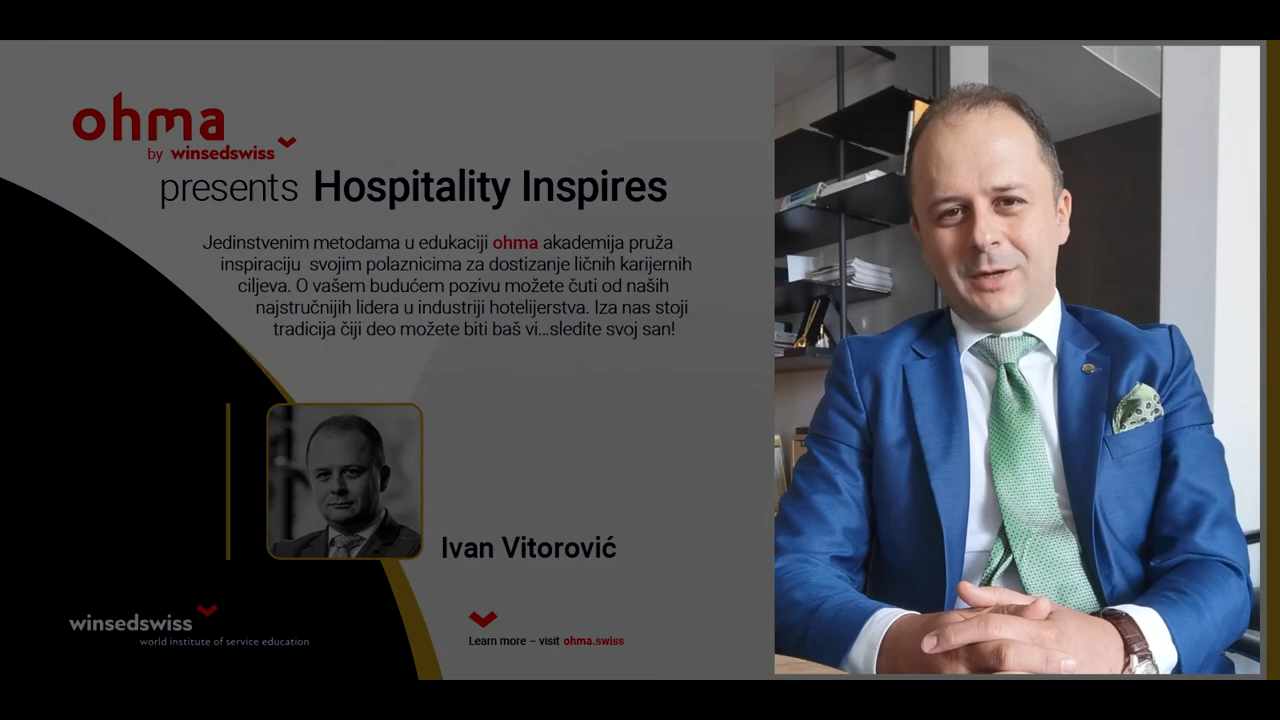 ohma
by winsedswiss
presents Hospitality Inspires
Jedinstvenim metodama u edukaciji ohma akademija pruža
inspiraciju svojim polaznicima za dostizanje ličnih karijernih
ciljeva. O vašem budućem pozivu možete čuti od naših
najstručnijih lidera u industriji hotelijerstva. Iza nas stoji
tradicija čiji deo možete biti baš vi...sledite svoj san!
Ivan Vitorović
winsedswiss
world institute of service education
Learn more – visit ohma.swiss